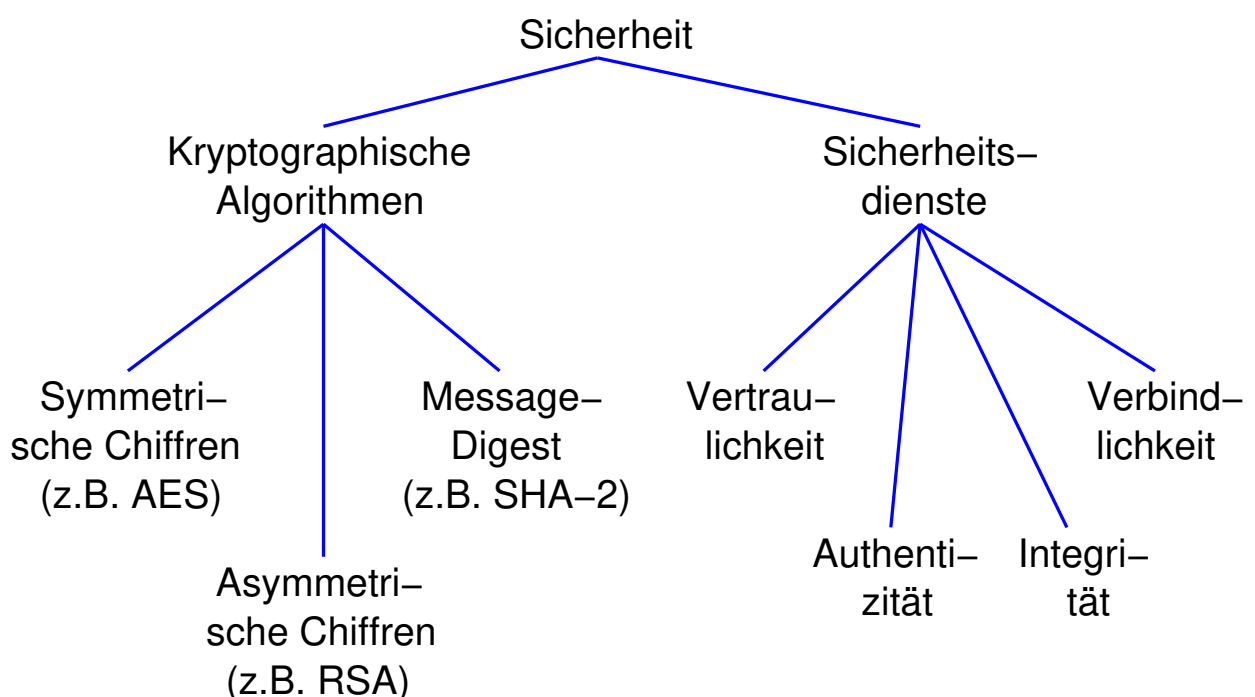 Sicherheit
Kryptographische
Algorithmen
Sicherheits–
dienste
Symmetri–
sche Chiffren
(z.B. AES)
Message–
Digest
(z.B. SHA–2)
Vertrau–
lichkeit
Verbind–
lichkeit
Asymmetri–
sche Chiffren
(z.B. RSA)
Authenti–
zität
Integri–
tät